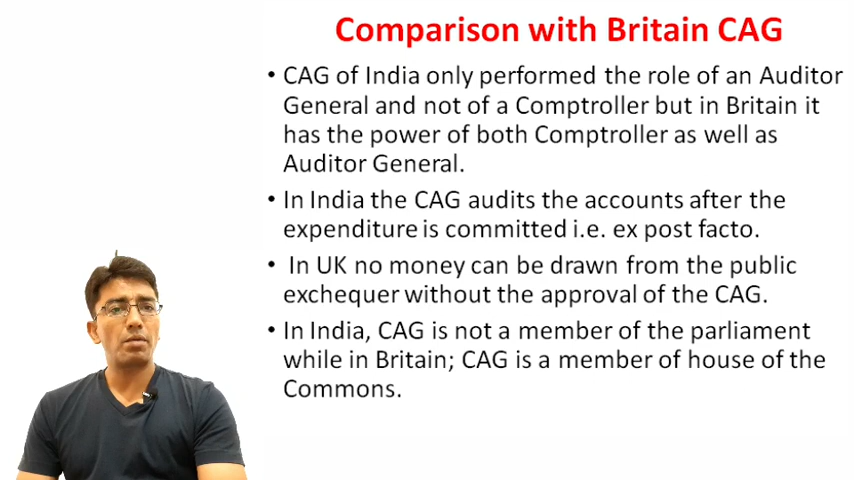 Comparison with Britain CAG
• CAG of India only performed the role of an Auditor
General and not of a Comptroller but in Britain it
has the power of both Comptroller as well as
Auditor General.
• In India the CAG audits the accounts after the
expenditure is committed i.e. ex post facto.
• In UK no money can be drawn from the public
exchequer without the approval of the CAG.
• In India, CAG is not a member of the parliament
while in Britain; CAG is a member of house of the
Commons.